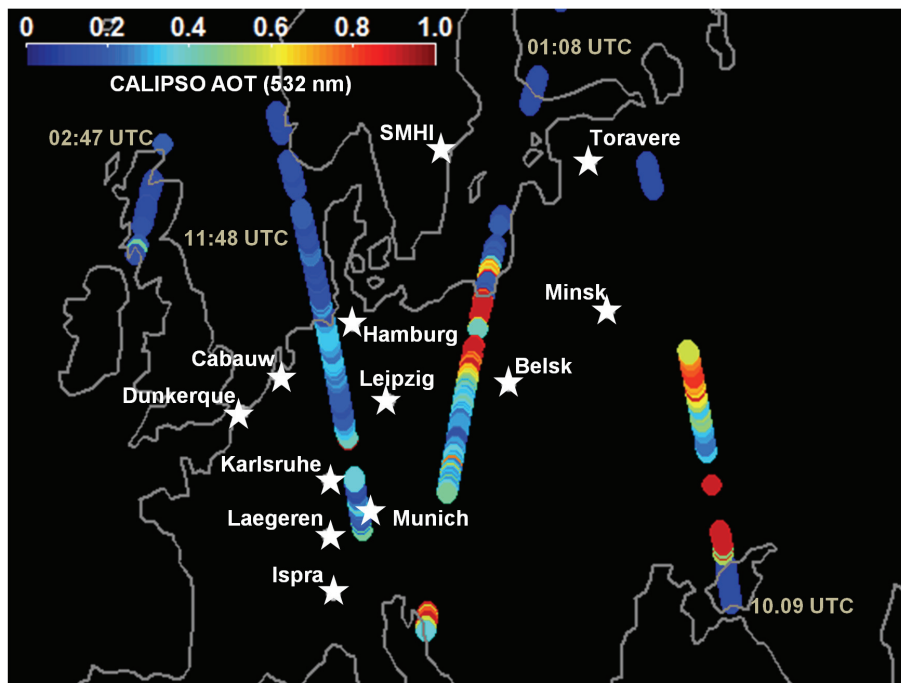 0 0.2 0.4 0.6 0.8 1.0
CALIPSO AOT (532 nm)
01:08 UTC
02:47 UTC
SMHI
Toravere
11:48 UTC
Minsk
Hamburg
Cabauw
Leipzig
Belsk
Dunkerque
Karlsruhe
Laegeren
Munich
Ispra
10.09 UTC